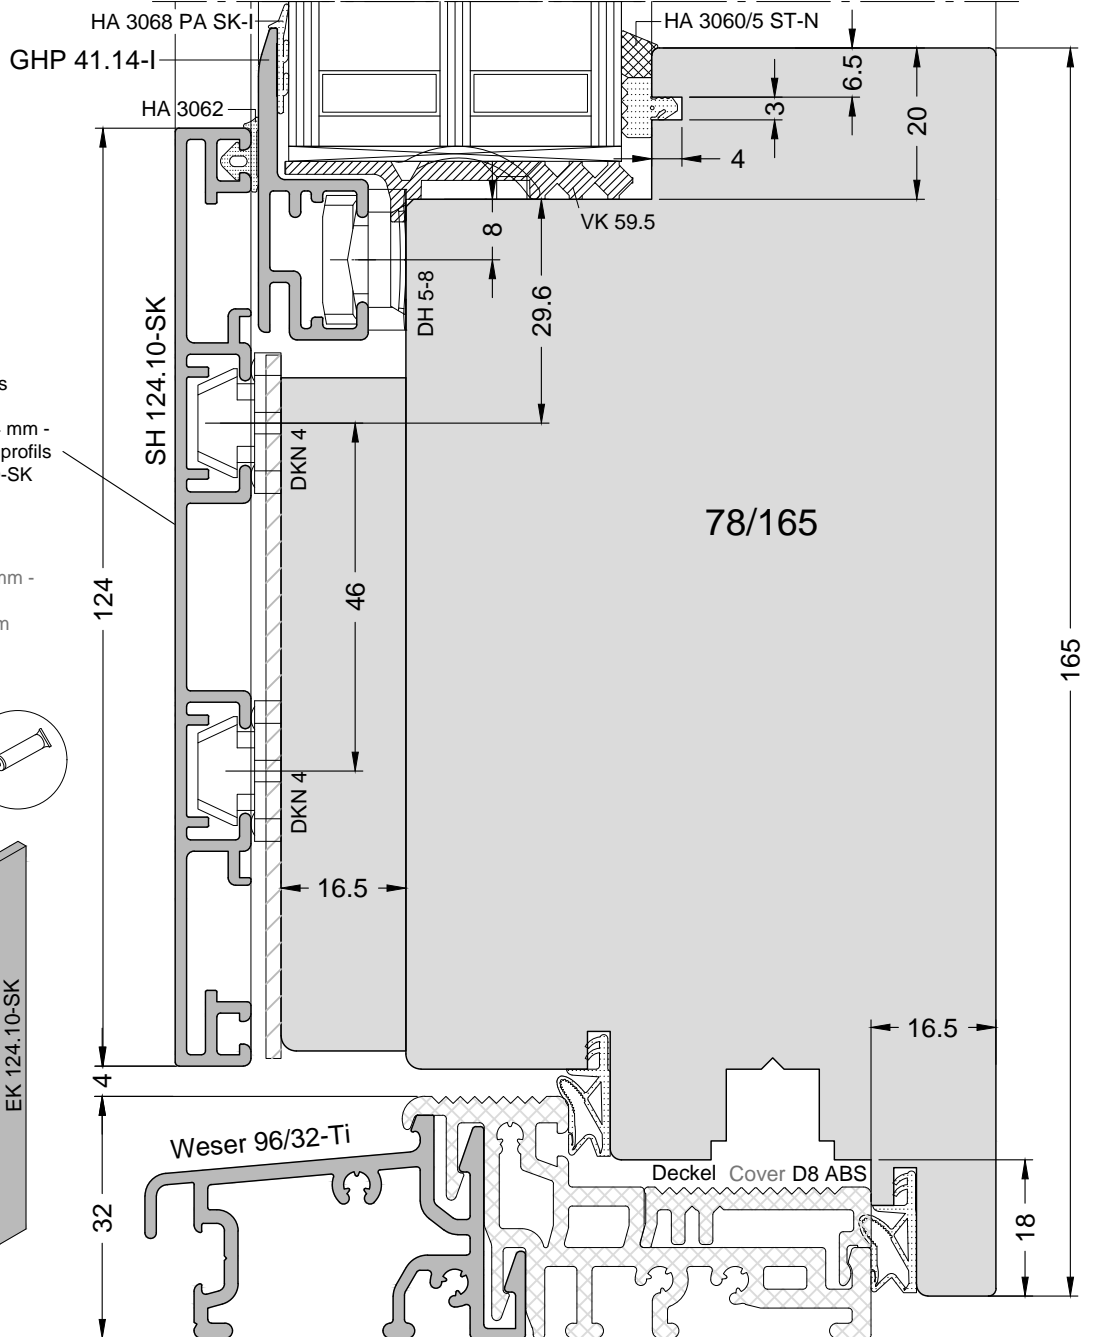 HA 3068 PA SK-I
HA 3060/5 ST-N
GHP 41.14-I
HA 3062
6.5
3
20
4
VK 59.5
8
DH 5-8
29.6
SH 124.10-SK
mm -
profils
-SK
DKN 4
78/165
124
46
mm -
165
DKN 4
16.5
EK 124.10-SK
16.5
4
Weser 96/32-Ti
Deckel Cover D8 ABS
32
18